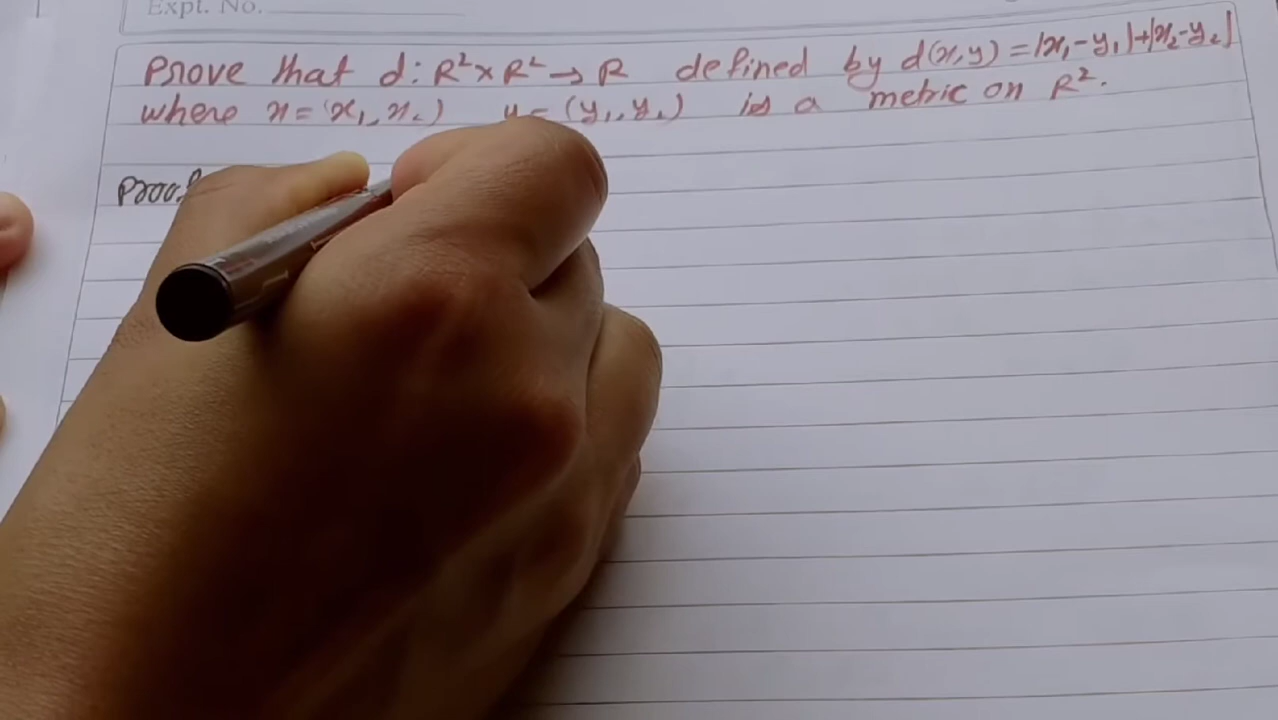 Expt. No.
Prove that d : R² × R² → R defined by d(x,y) = |x₁-y₁|+|x₂-y₂|
where x = (x₁, x₂) y = (y₁, y₂) is a metric on R².
Proof